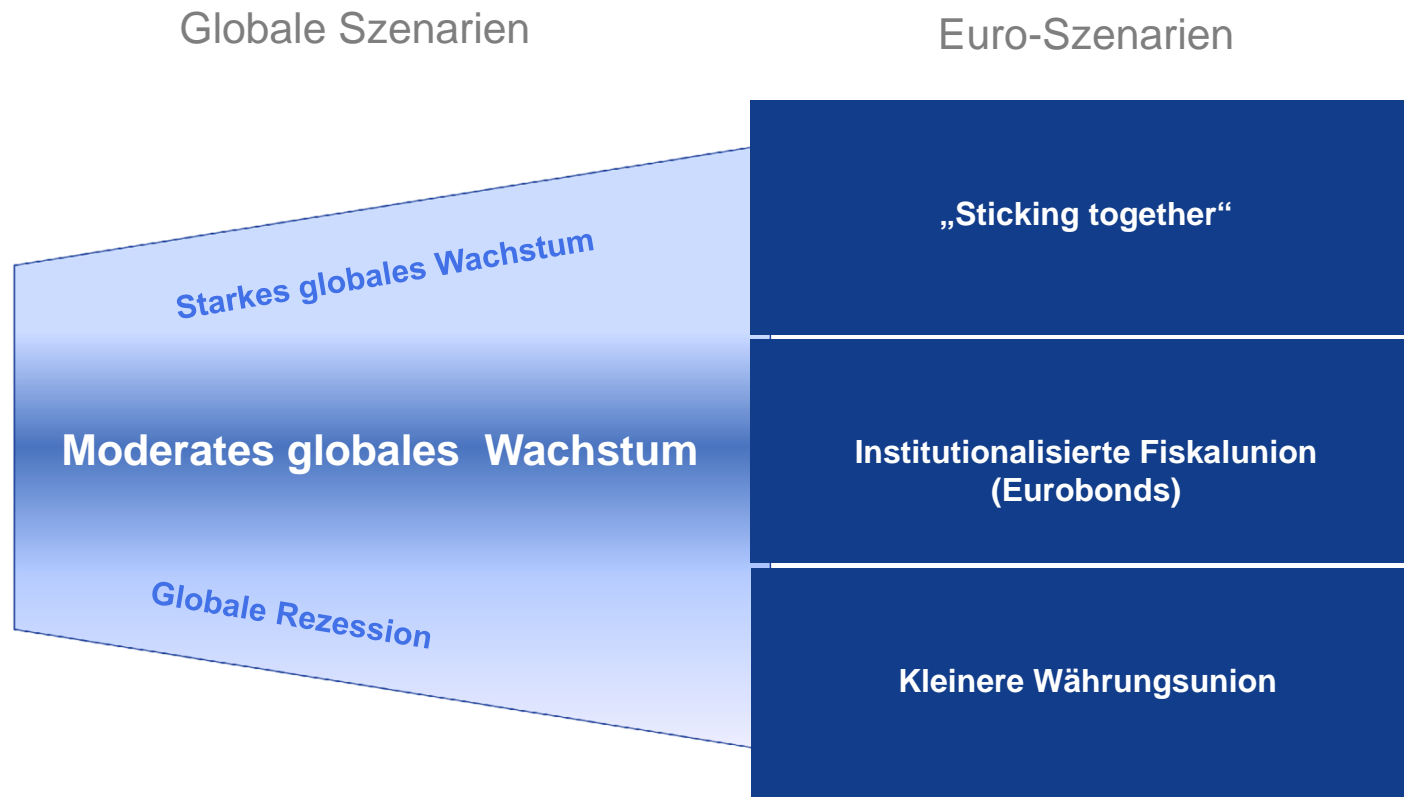 Globale Szenarien
Euro-Szenarien
Starkes globales Wachstum
Moderates globales  Wachstum
Globale Rezession
„Sticking together“
Institutionalisierte Fiskalunion
(Eurobonds)
Kleinere Währungsunion